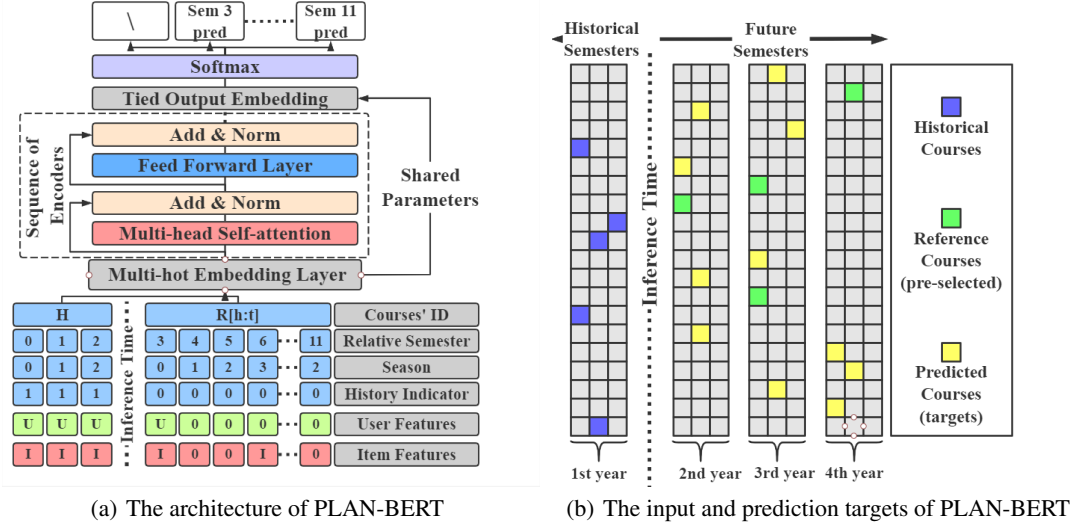 \
Sem 3
pred
Sem 11
pred
Softmax
Tied Output Embedding
Sequence of
Encoders
Add & Norm
Feed Forward Layer
Add & Norm
Multi-head Self-attention
Shared
Parameters
Multi-hot Embedding Layer
H
R[h:t]
Courses' ID
0 1 2 3 4 5 6 11 Relative Semester
0 1 2 0 1 2 3 2 Season
1 1 1 0 0 0 0 0 History Indicator
U U U U 0 0 0 0 User Features
I I I I 0 0 I 0 Item Features
Inference Time
(a) The architecture of PLAN-BERT
Historical
Semesters
Future
Semesters
Inference Time
1st year
2nd year
3rd year
4th year
Historical
Courses
Reference
Courses
(pre-selected)
Predicted
Courses
(targets)
(b) The input and prediction targets of PLAN-BERT